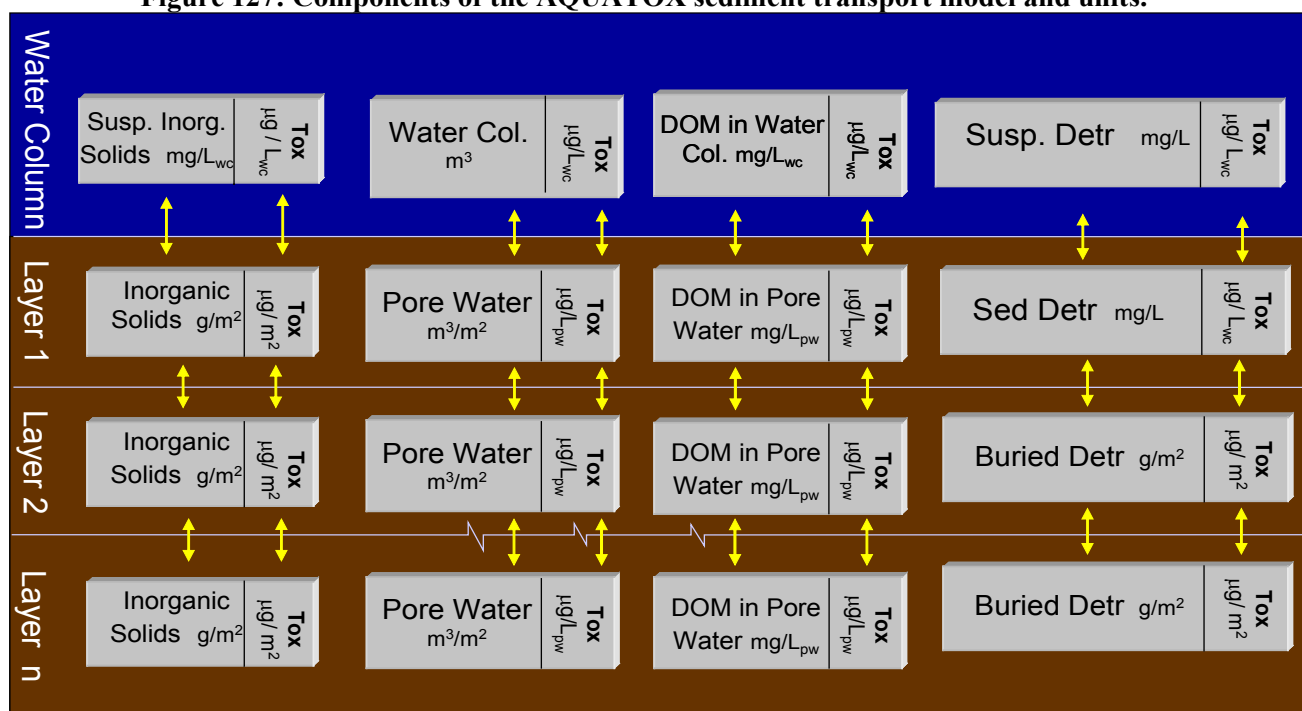 Figure 127: Components of the AQUATOX sediment transport model and units.
Water Column
Susp. Inorg.
Solids mg/Lwc
Tox
µg / Lwc
Water Col.
m³
Tox
µg/Lwc
DOM in Water
Col. mg/Lwc
Tox
µg/Lwc
Susp. Detr mg/L
Tox
µg/ Lwc
Layer 1
Inorganic
Solids g/m²
Tox
µg/ m²
Pore Water
m³/m²
Tox
µg/Lpw
DOM in Pore
Water mg/Lpw
Tox
µg/Lpw
Sed Detr mg/L
Tox
µg/ Lwc
Layer 2
Inorganic
Solids g/m²
Tox
µg/ m²
Pore Water
m³/m²
Tox
µg/Lpw
DOM in Pore
Water mg/Lpw
Tox
µg/Lpw
Buried Detr g/m²
Tox
µg/ m²
Layer n
Inorganic
Solids g/m²
Tox
µg/ m²
Pore Water
m³/m²
Tox
µg/Lpw
DOM in Pore
Water mg/Lpw
Tox
µg/Lpw
Buried Detr g/m²
Tox
µg/ m²